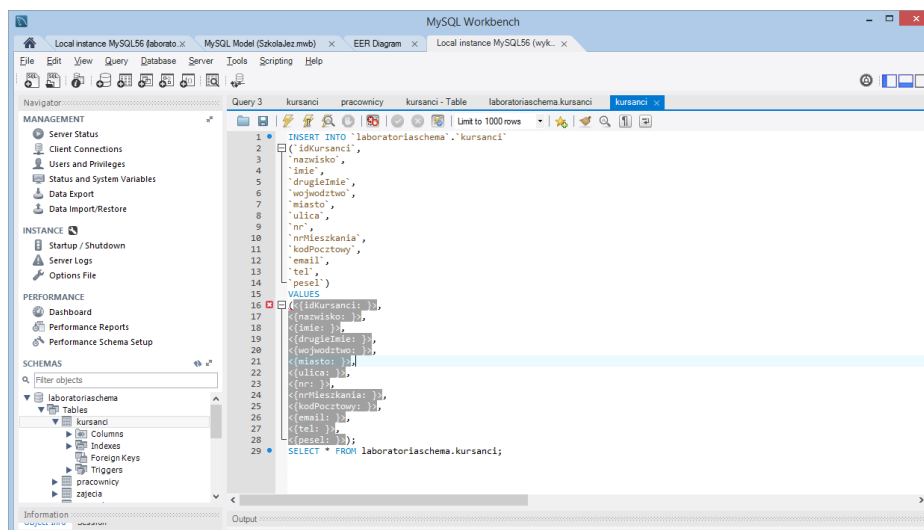 MySQL Workbench
Local instance MySQL56 (laborato.x
MySQL Model (SzkolaJez.mwb) x
EER Diagram x
Local instance MySQL56 (wyk... x
File Edit View Query Database Server Tools Scripting Help
Navigator
MANAGEMENT
Server Status
Client Connections
Users and Privileges
Status and System Variables
Data Export
Data Import/Restore
INSTANCE
Startup / Shutdown
Server Logs
Options File
PERFORMANCE
Dashboard
Performance Reports
Performance Schema Setup
SCHEMAS
Filter objects
laboratoriaschema
Tables
kursanci
Columns
Indexes
Foreign Keys
Triggers
pracownicy
zajecia
Information
Object Info Session
Query 3 kursanci pracownicy kursanci - Table laboratoriaschema.kursanci kursanci x
Limit to 1000 rows
1 INSERT INTO `laboratoriaschema`.`kursanci`
2 (`idKursanci`,
3 `nazwisko`,
4 `imie`,
5 `drugieImie`,
6 `wojwodztwo`,
7 `miasto`,
8 `ulica`,
9 `nr`,
10 `nrMieszkania`,
11 `kodPocztowy`,
12 `email`,
13 `tel`,
14 `pesel`)
15 VALUES
16 (<{idKursanci: }>,
17 <{nazwisko: }>,
18 <{imie: }>,
19 <{drugieImie: }>,
20 <{wojwodztwo: }>,
21 <{miasto: }>,
22 <{ulica: }>,
23 <{nr: }>,
24 <{nrMieszkania: }>,
25 <{kodPocztowy: }>,
26 <{email: }>,
27 <{tel: }>,
28 <{pesel: }>);
29 SELECT * FROM laboratoriaschema.kursanci;
Output